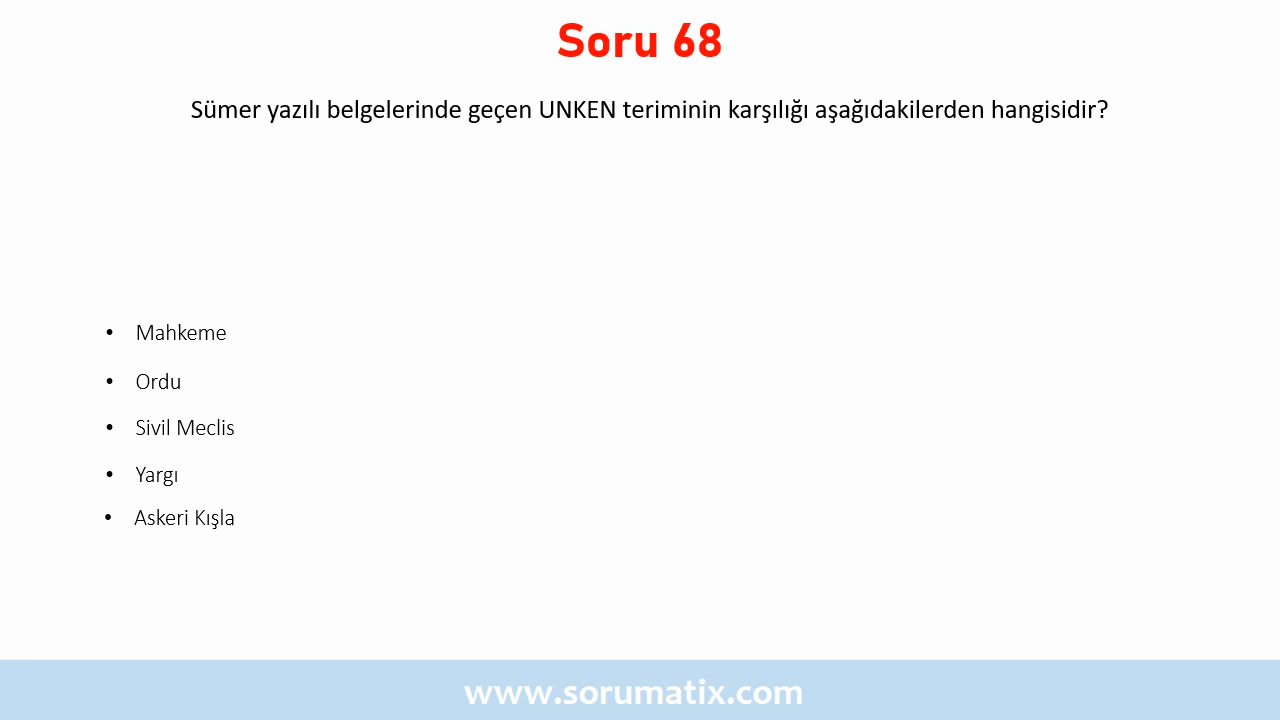 Soru 68
Sümer yazılı belgelerinde geçen UNKEN teriminin karşılığı aşağıdakilerden hangisidir?
• Mahkeme
• Ordu
• Sivil Meclis
• Yargı
• Askeri Kışla
www.sorumatix.com